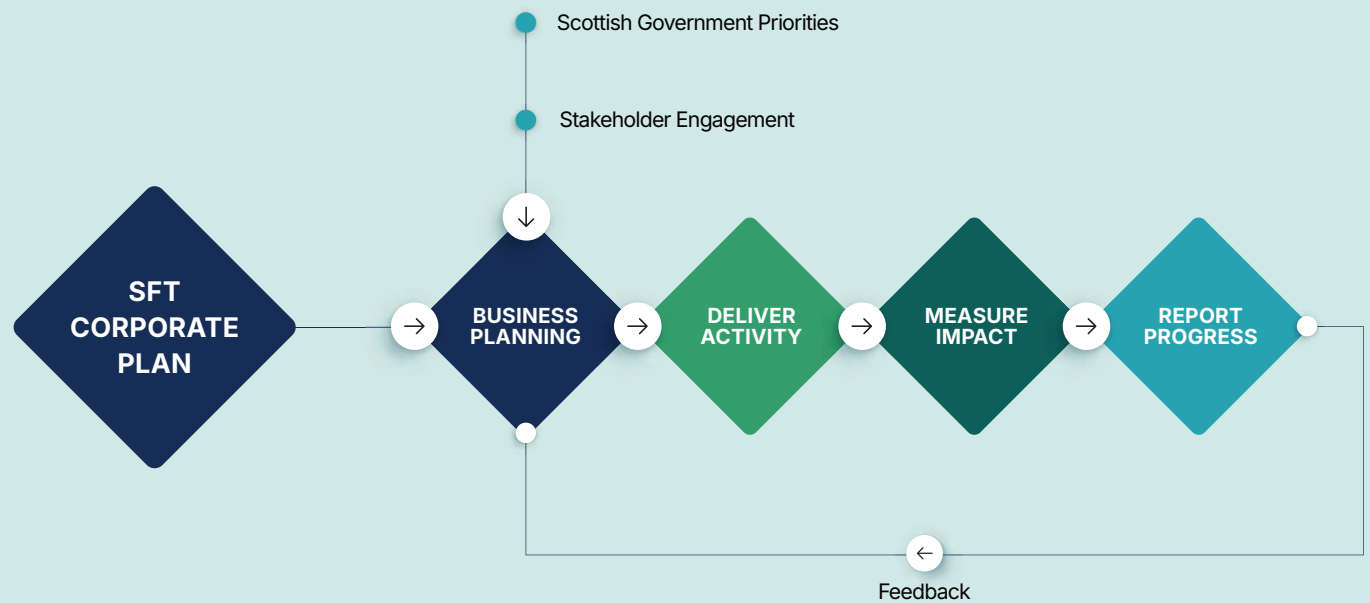 Scottish Government Priorities
Stakeholder Engagement
SFT
CORPORATE
PLAN
BUSINESS
PLANNING
DELIVER
ACTIVITY
MEASURE
IMPACT
REPORT
PROGRESS
Feedback